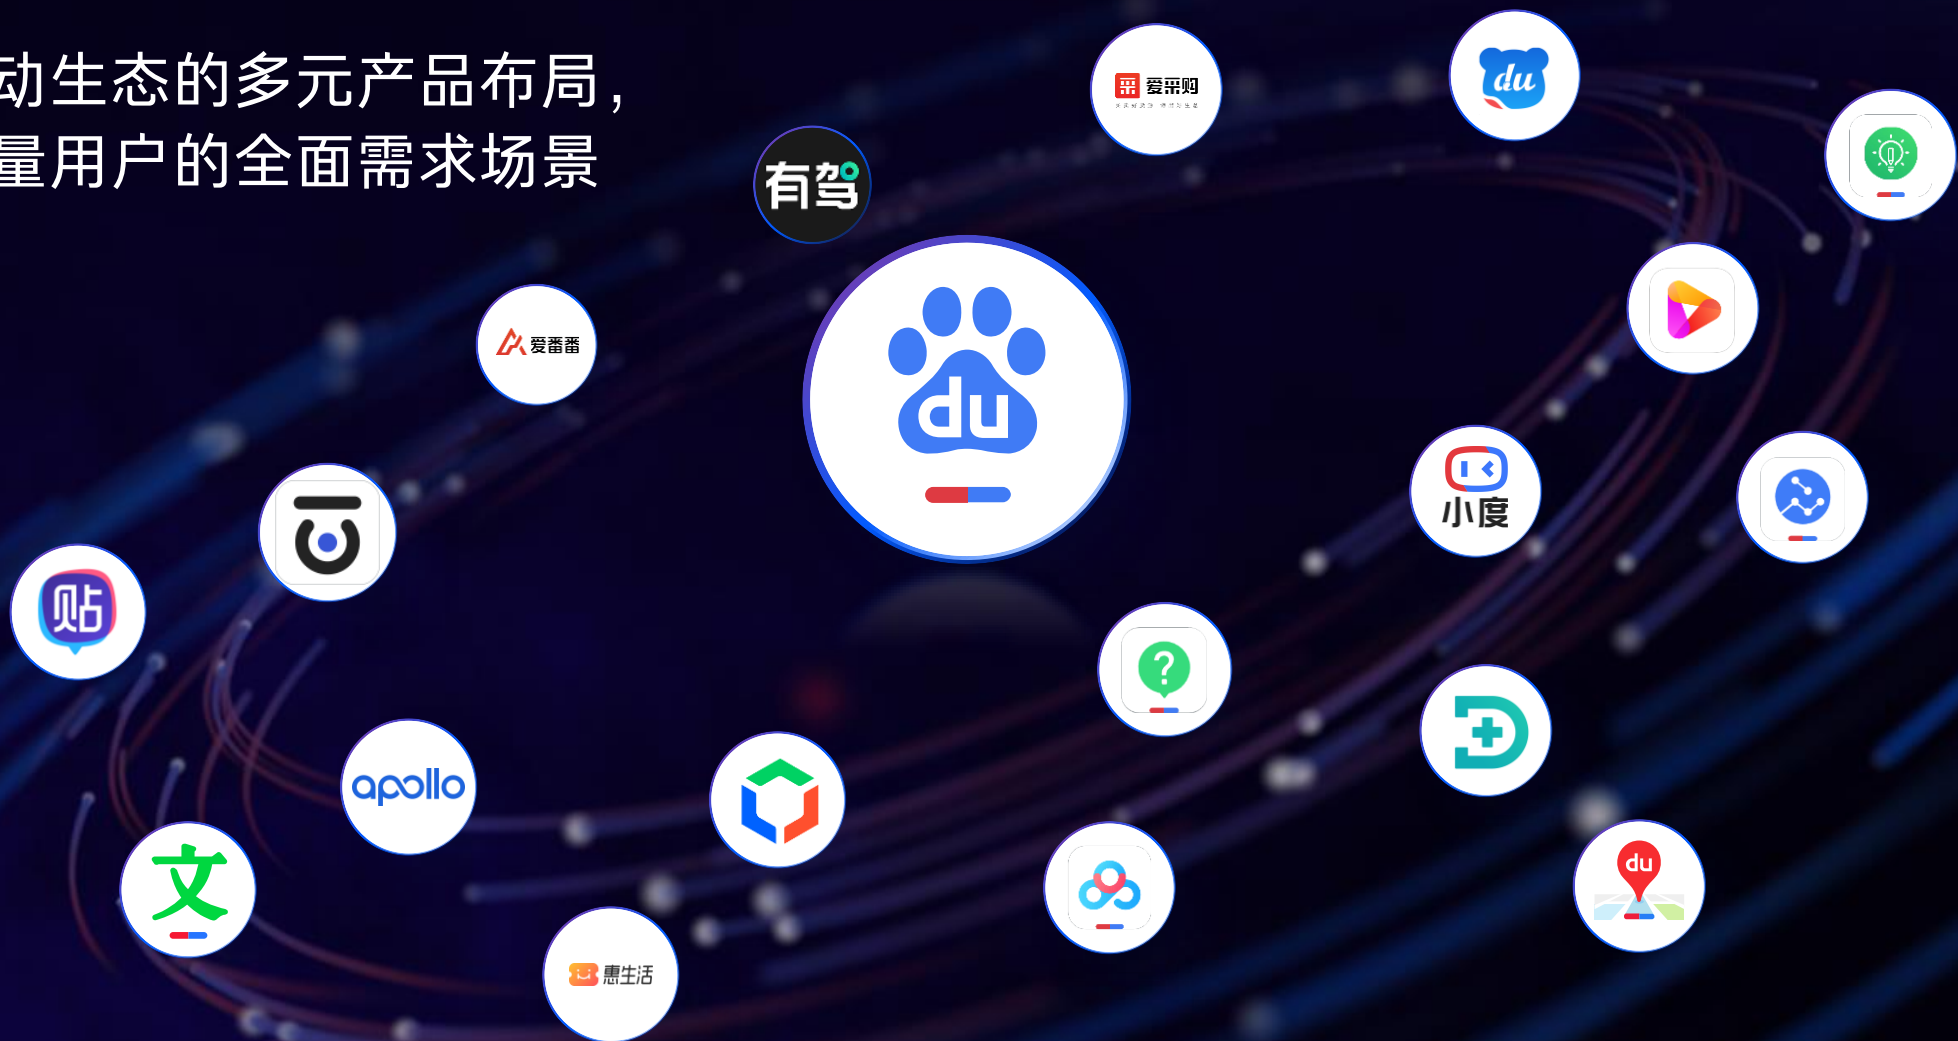 动生态的多元产品布局,
量用户的全面需求场景
采 爱采购
du
有驾
爱番番
du
小度
贴
?
apollo
文
du
惠生活